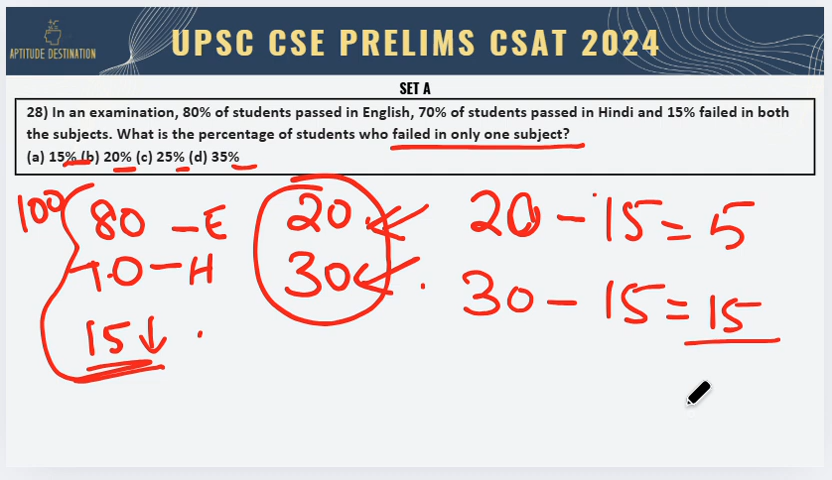 APTITUDE DESTINATION
UPSC CSE PRELIMS CSAT 2024
SET A
28) In an examination, 80% of students passed in English, 70% of students passed in Hindi and 15% failed in both
the subjects. What is the percentage of students who failed in only one subject?
(a) 15% (b) 20% (c) 25% (d) 35%
100
80 - E 20 20 - 15 = 5
70 - H 30 30 - 15 = 15
15 ↓